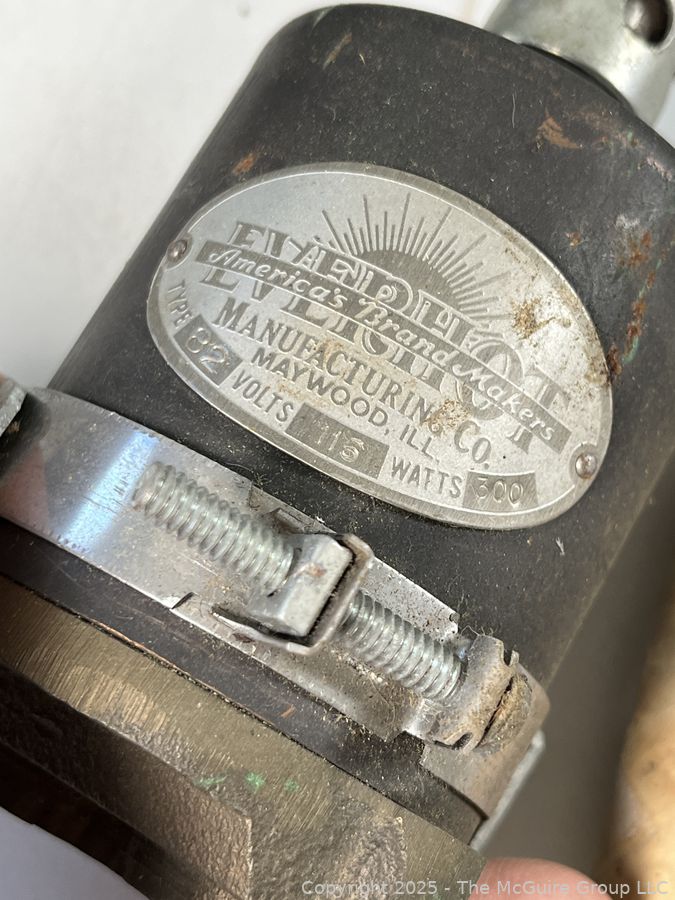 EVERHOT
America's Brand Makers
MANUFACTURING CO.
MAYWOOD, ILL.
TYPE 82 VOLTS 115 WATTS 300
Copyright 2025 - The McGuire Group LLC